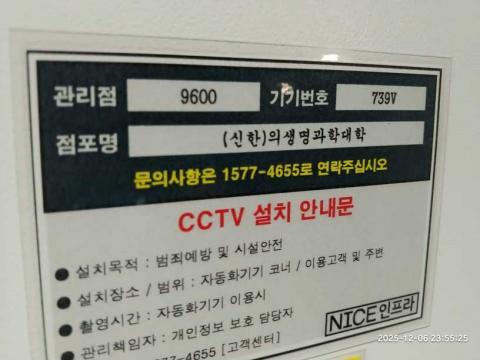 관리점 9600 기기번호 739V
점포명 (신한)의생명과학대학
문의사항은 1577-4655로 연락주십시오
CCTV 설치 안내문
● 설치목적 : 범죄예방 및 시설안전
● 설치장소 / 범위 : 자동화기기 코너 / 이용고객 및 주변
● 촬영시간 : 자동화기기 이용시
● 관리책임자 : 개인정보 보호 담당자
77-4655 [고객센터]
NICE인프라
2025-12-06 23:55:25